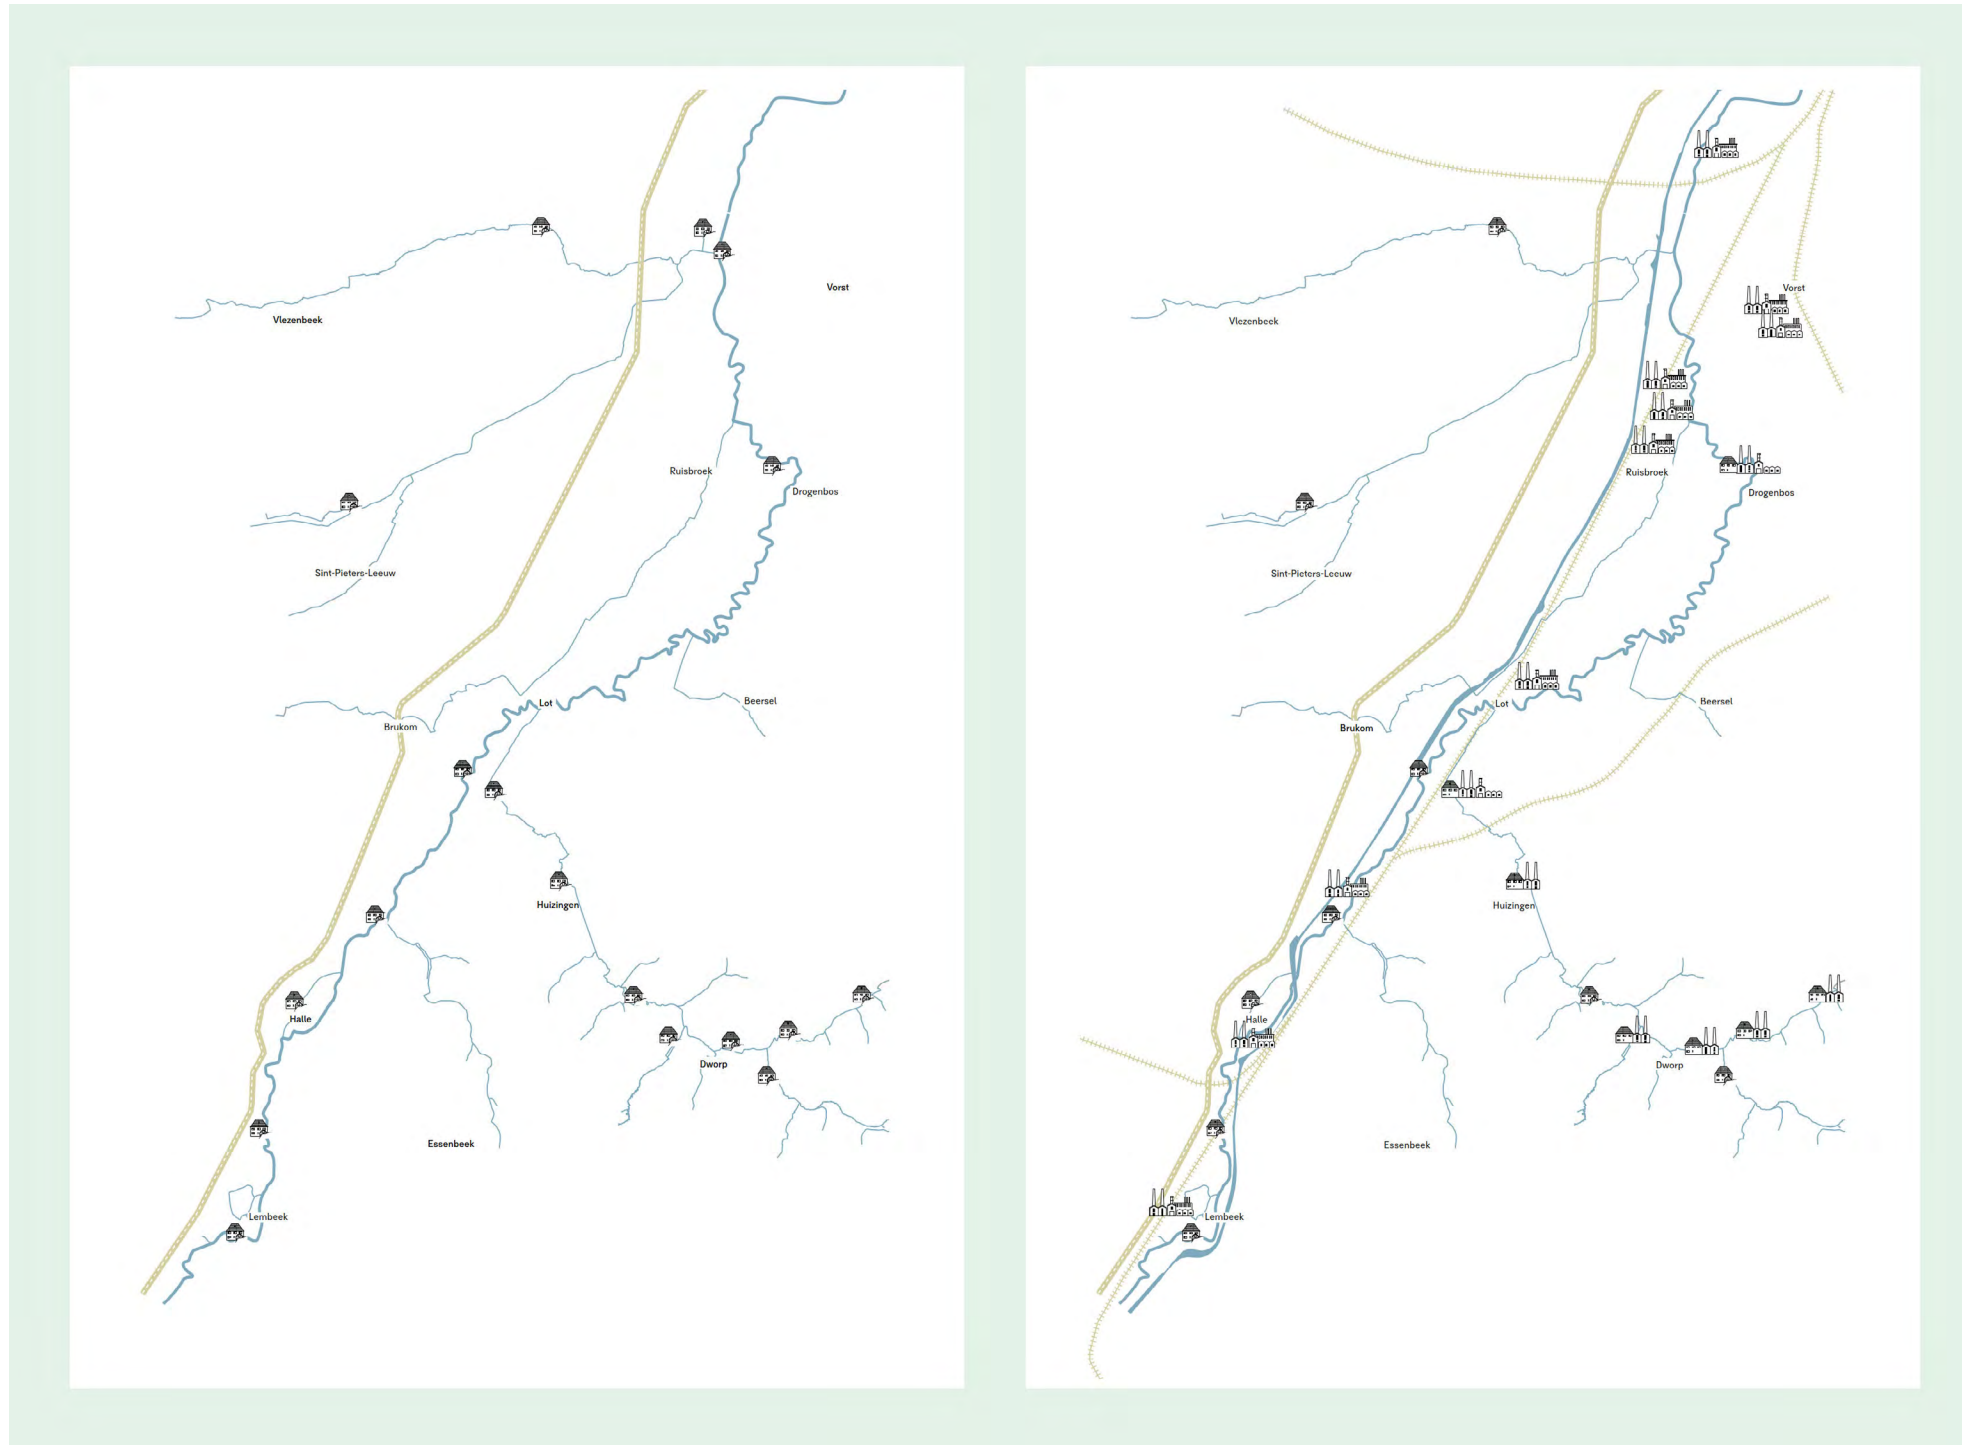 Vorst
Vlezenbeek
Ruisbroek
Drogenbos
Sint-Pieters-Leeuw
Beersel
Lot
Brukom
Huizingen
Halle
Dworp
Essenbeek
Lembeek
Vorst
Vlezenbeek
Ruisbroek
Drogenbos
Sint-Pieters-Leeuw
Beersel
Lot
Brukom
Huizingen
Halle
Dworp
Essenbeek
Lembeek